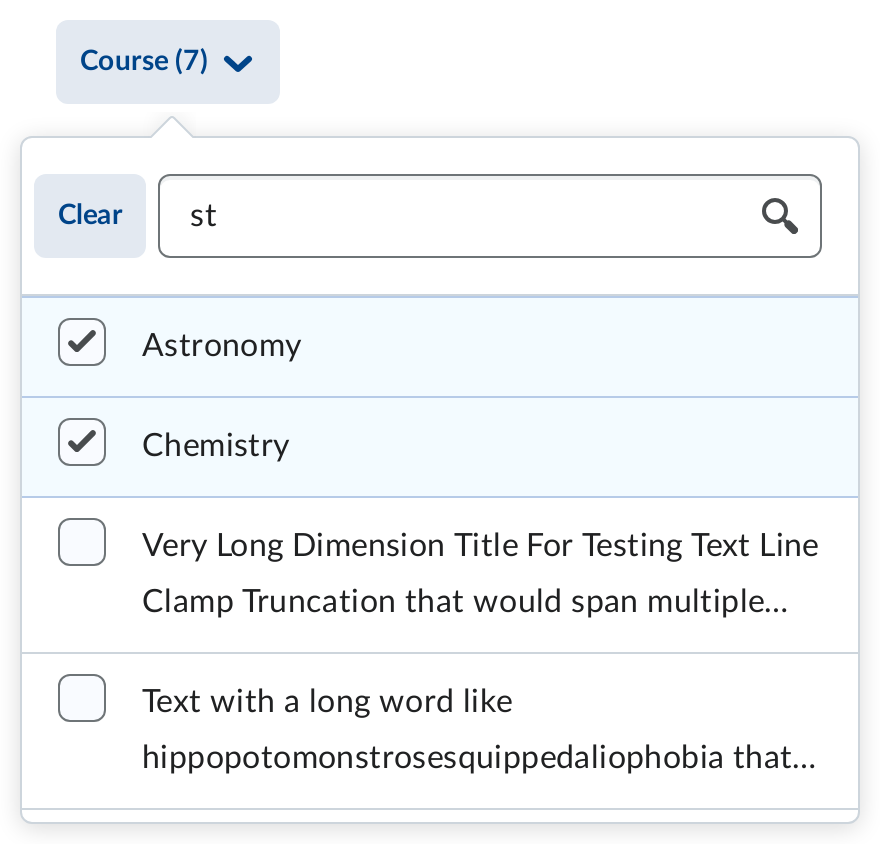 Course (7)
Clear
st
Astronomy
Chemistry
Very Long Dimension Title For Testing Text Line
Clamp Truncation that would span multiple...
Text with a long word like
hippopotomonstrosesquippedaliophobia that...